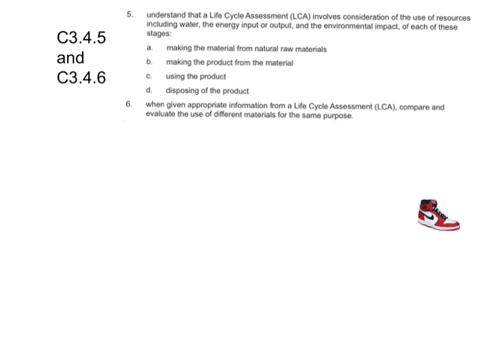 C3.4.5
and
C3.4.6
5. understand that a Life Cycle Assessment (LCA) involves consideration of the use of resources
including water, the energy input or output, and the environmental impact, of each of these
stages:
a. making the material from natural raw materials
b. making the product from the material
c. using the product
d. disposing of the product
6. when given appropriate information from a Life Cycle Assessment (LCA), compare and
evaluate the use of different materials for the same purpose.